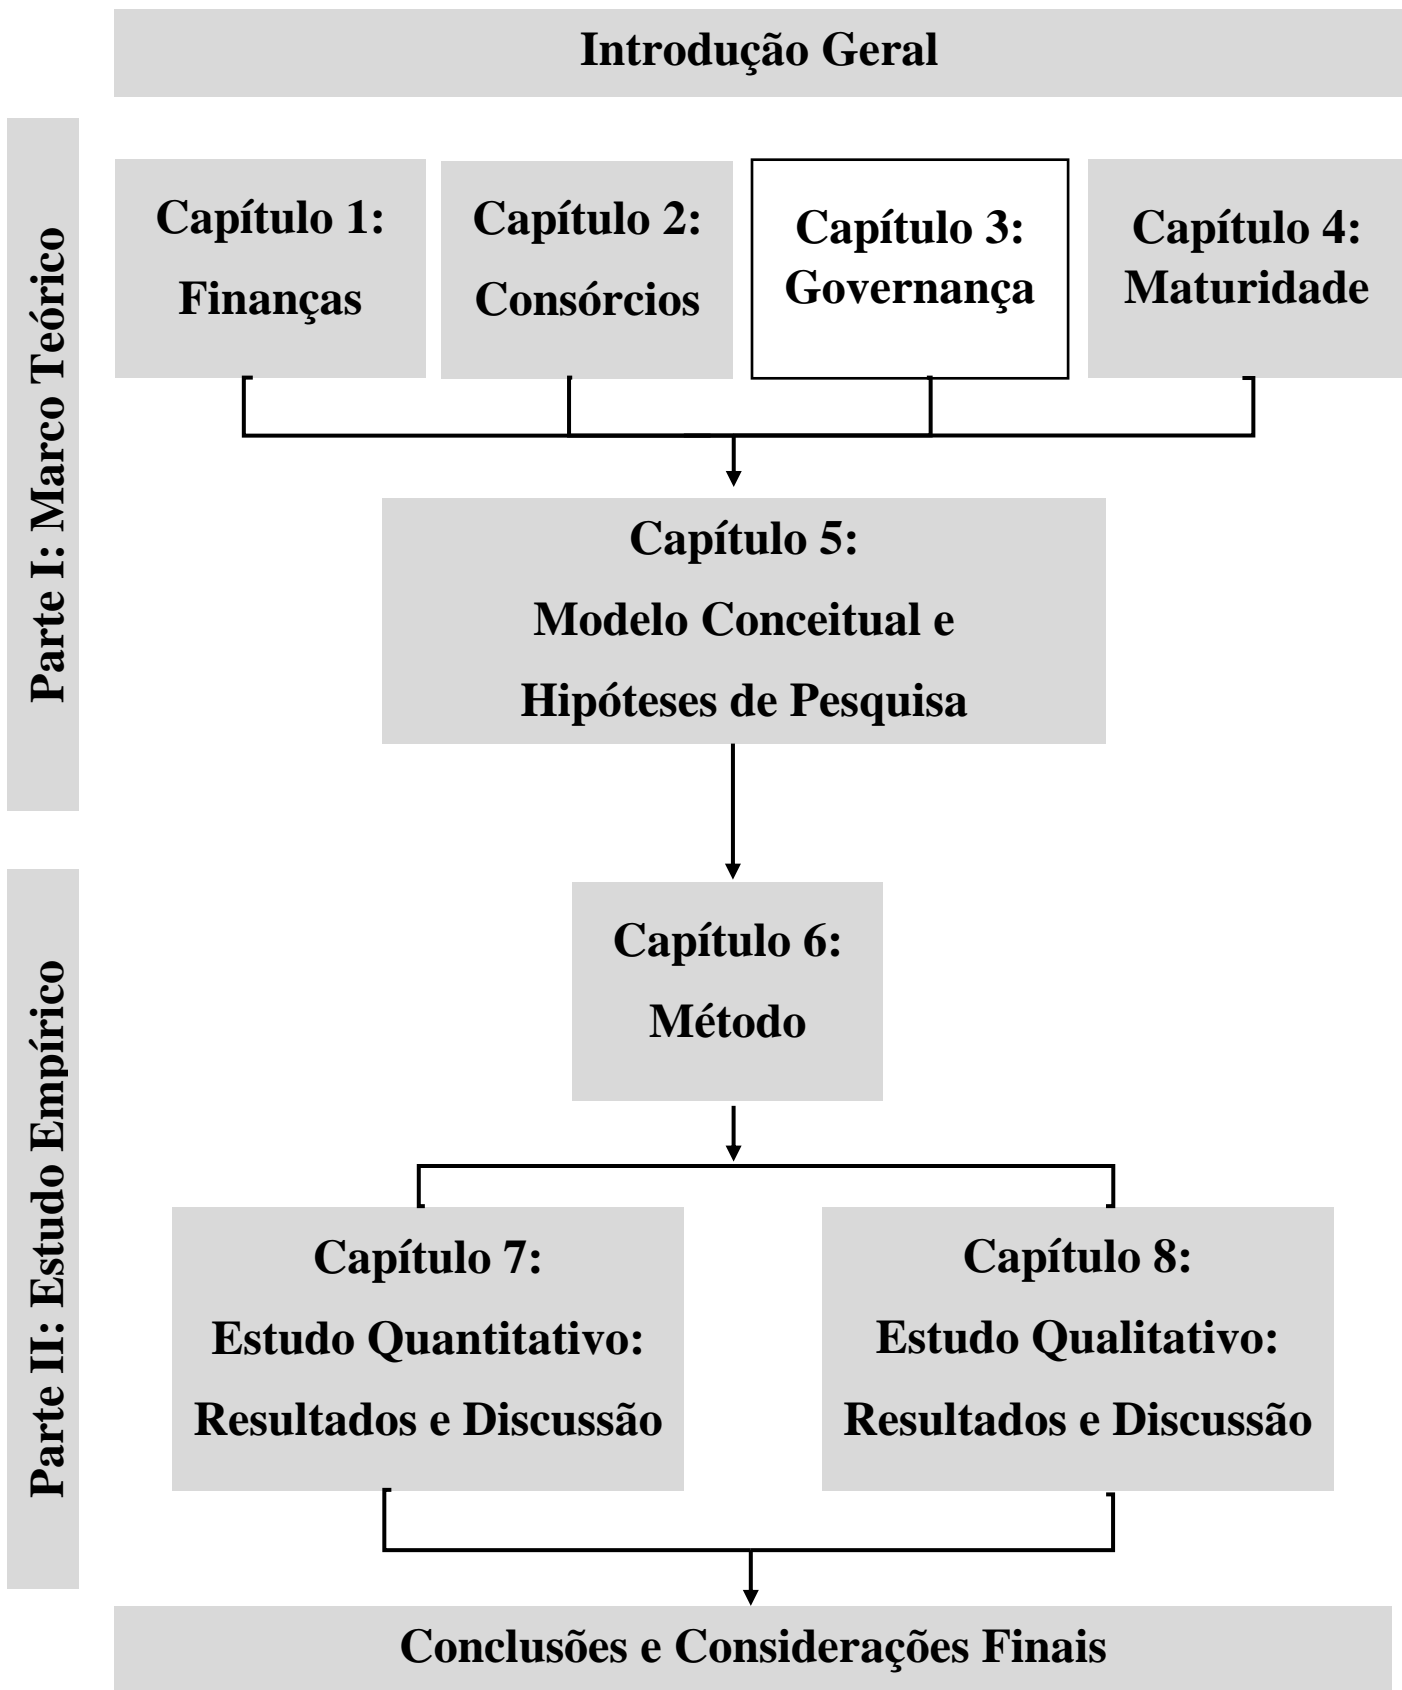 Introdução Geral
Parte I: Marco Teórico
Capítulo 1:
Finanças
Capítulo 2:
Consórcios
Capítulo 3:
Governança
Capítulo 4:
Maturidade
Capítulo 5:
Modelo Conceitual e
Hipóteses de Pesquisa
Parte II: Estudo Empírico
Capítulo 6:
Método
Capítulo 7:
Estudo Quantitativo:
Resultados e Discussão
Capítulo 8:
Estudo Qualitativo:
Resultados e Discussão
Conclusões e Considerações Finais